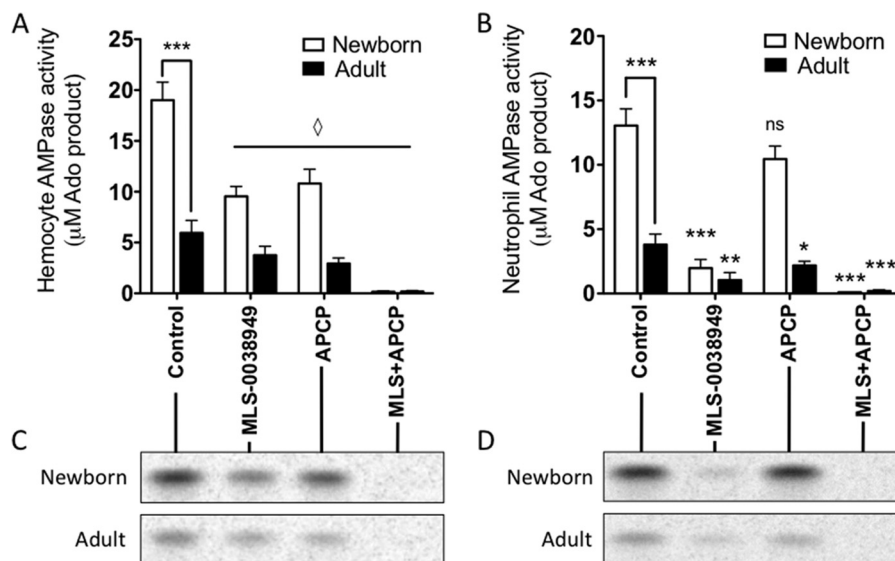 A
Hemocyte AMPase activity
(µM Ado product)
25
20
15
10
5
0
***
Newborn
Adult
◊
Control
MLS-0038949
APCP
MLS+APCP
B
Neutrophil AMPase activity
(µM Ado product)
20
15
10
5
0
***
Newborn
Adult
***
**
ns
*
***
***
Control
MLS-0038949
APCP
MLS+APCP
C
Newborn
Adult
D
Newborn
Adult